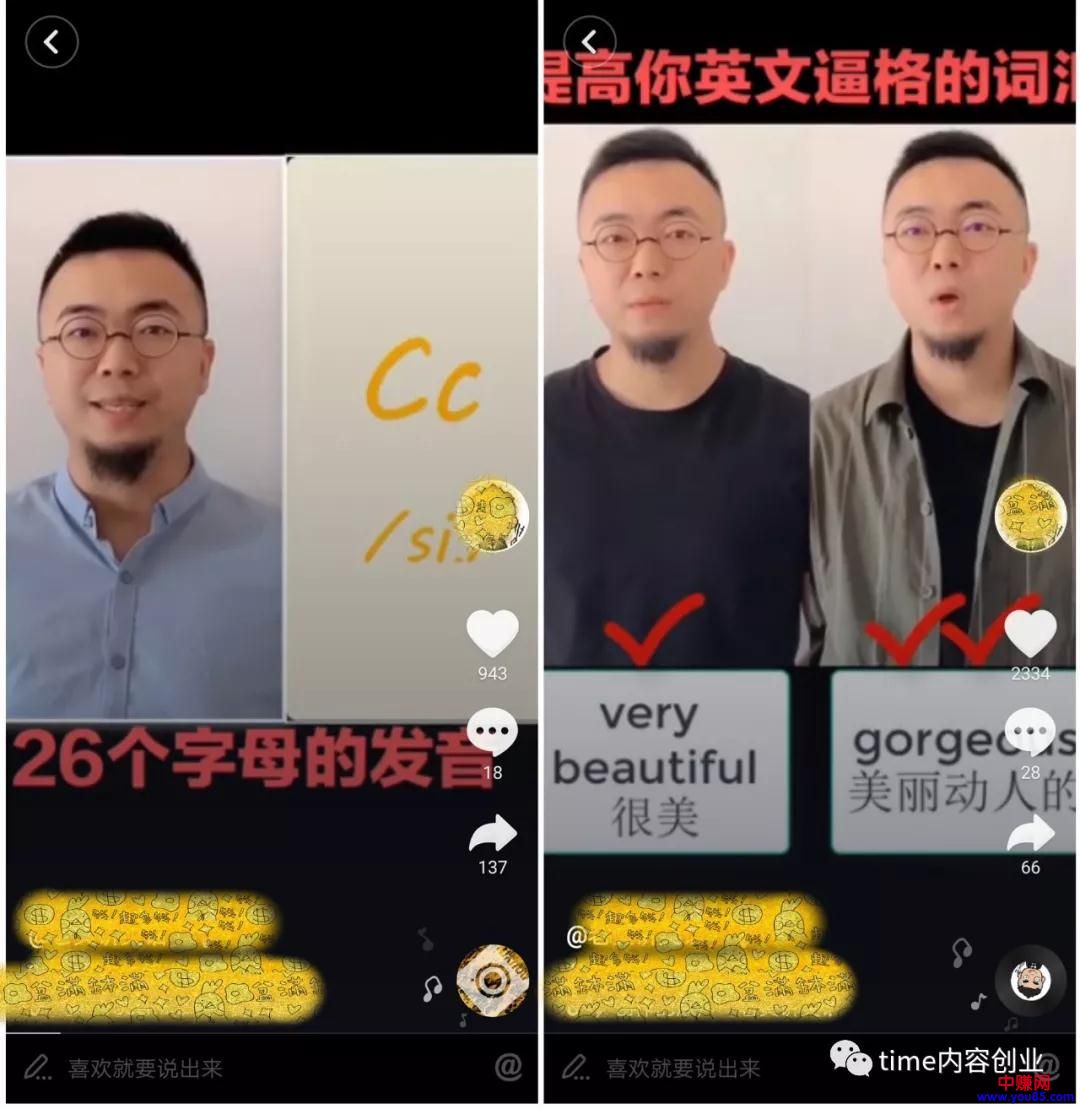 Cc
/si:/
943
18
26个字母的发音
137
喜欢就要说出来
@
提高你英文逼格的词汇
very
beautiful
很美
gorgeous
美丽动人的
2334
28
66
@
喜欢就要说出来
@
time内容创业
中赚网
www.you85.com